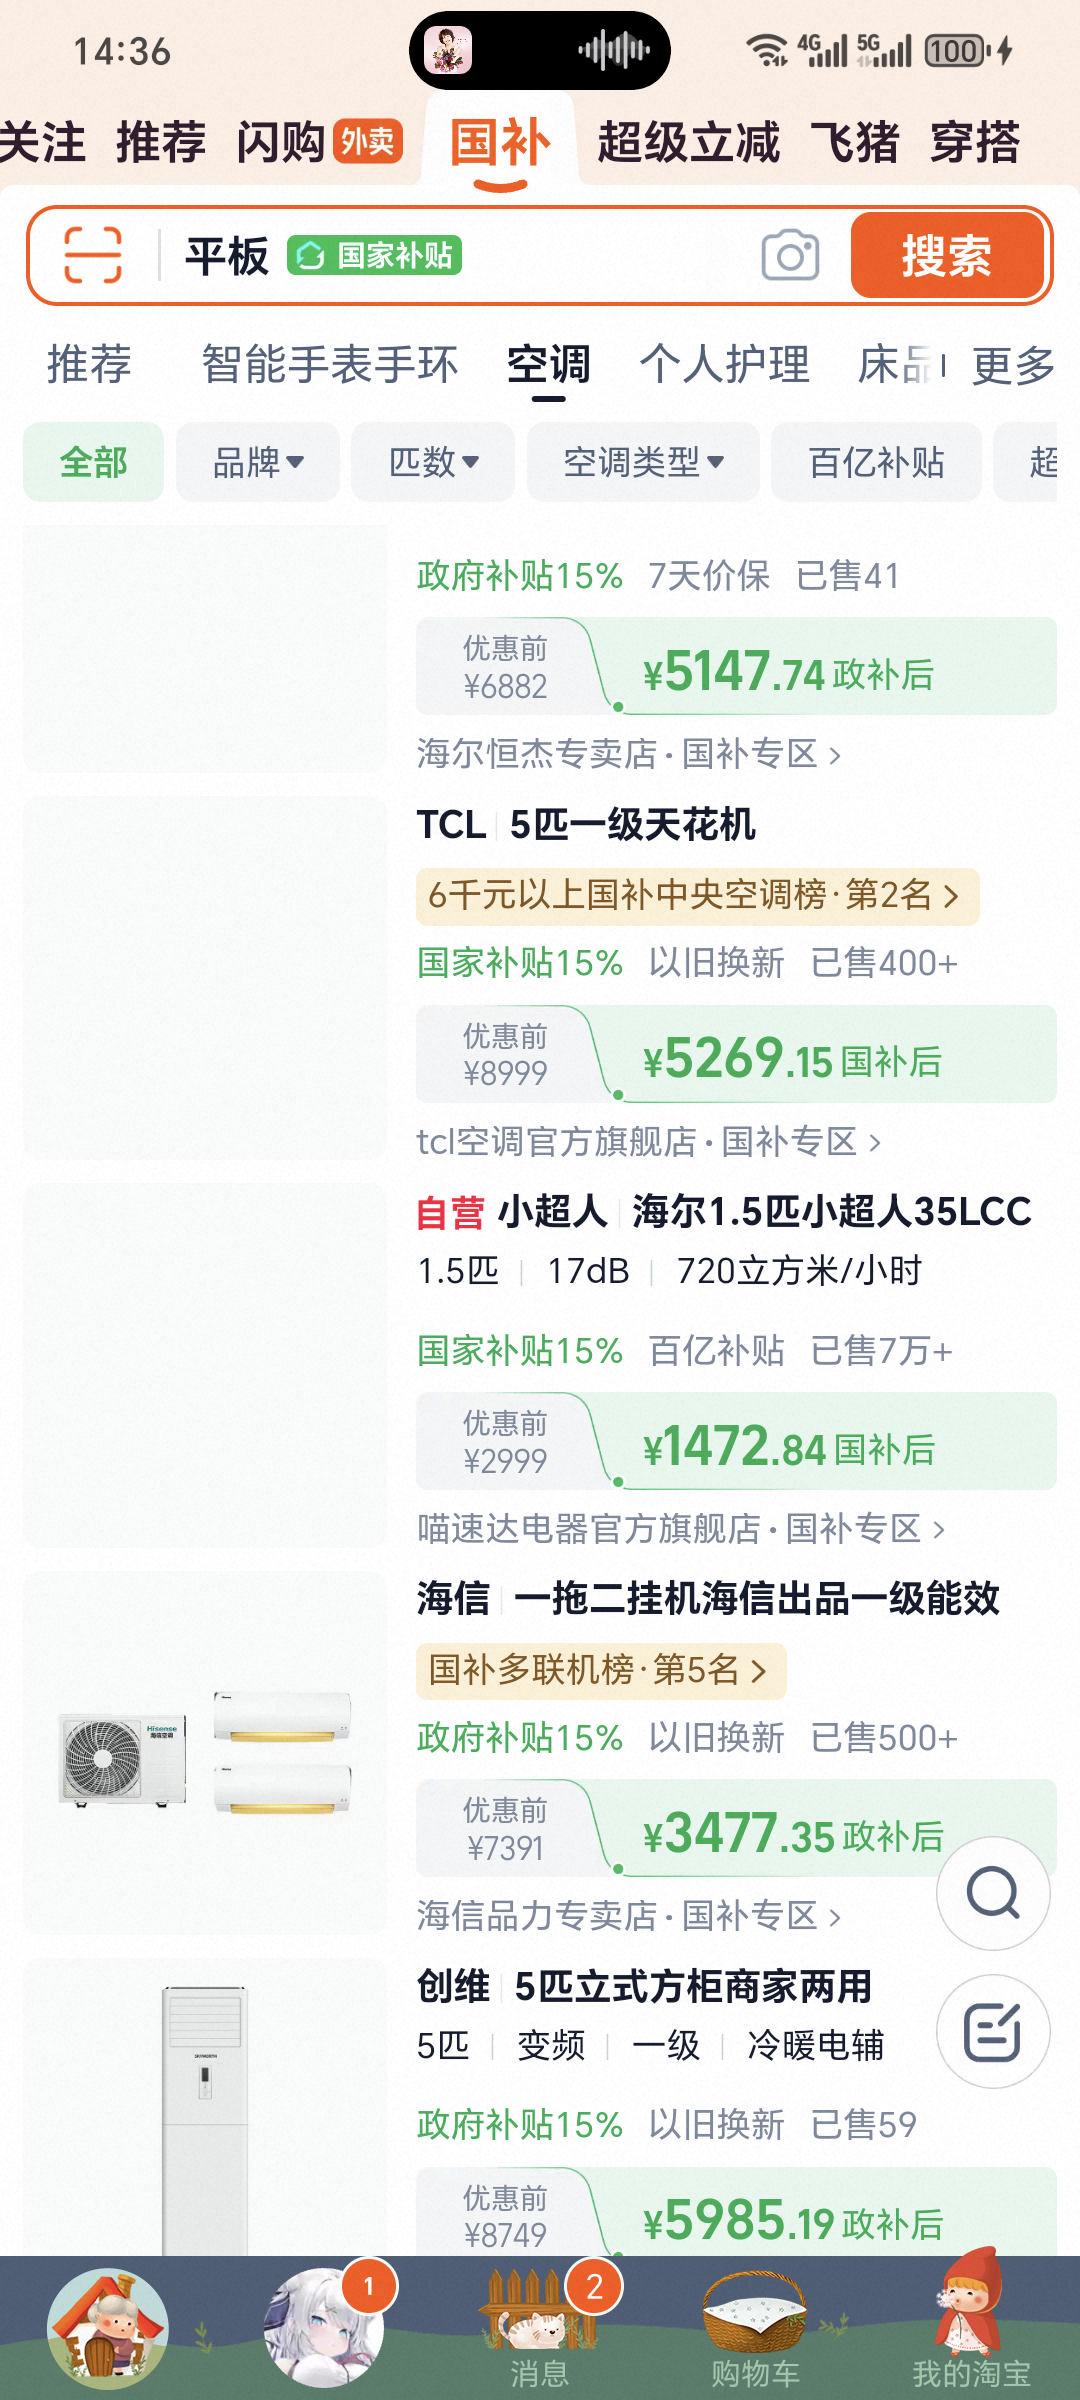 14:36
4G 5G 100
关注 推荐 闪购 外卖 国补 超级立减 飞猪 穿搭
平板 国家补贴 搜索
推荐 智能手表手环 空调 个人护理 床品 更多
全部 品牌 匹数 空调类型 百亿补贴 超
政府补贴15% 7天价保 已售41
优惠前
¥6882
¥5147.74 政补后
海尔恒杰专卖店·国补专区
TCL 5匹一级天花机
6千元以上国补中央空调榜·第2名
国家补贴15% 以旧换新 已售400+
优惠前
¥8999
¥5269.15 国补后
tcl空调官方旗舰店·国补专区
自营 小超人 海尔1.5匹小超人35LCC
1.5匹 17dB 720立方米/小时
国家补贴15% 百亿补贴 已售7万+
优惠前
¥2999
¥1472.84 国补后
喵速达电器官方旗舰店·国补专区
海信 一拖二挂机海信出品一级能效
国补多联机榜·第5名
政府补贴15% 以旧换新 已售500+
Hisense
海信空调
优惠前
¥7391
¥3477.35 政补后
海信品力专卖店·国补专区
创维 5匹立式方柜商家两用
5匹 变频 一级 冷暖电辅
政府补贴15% 以旧换新 已售59
SKYWORTH
优惠前
¥8749
¥5985.19 政补后
1
2
消息 购物车 我的淘宝